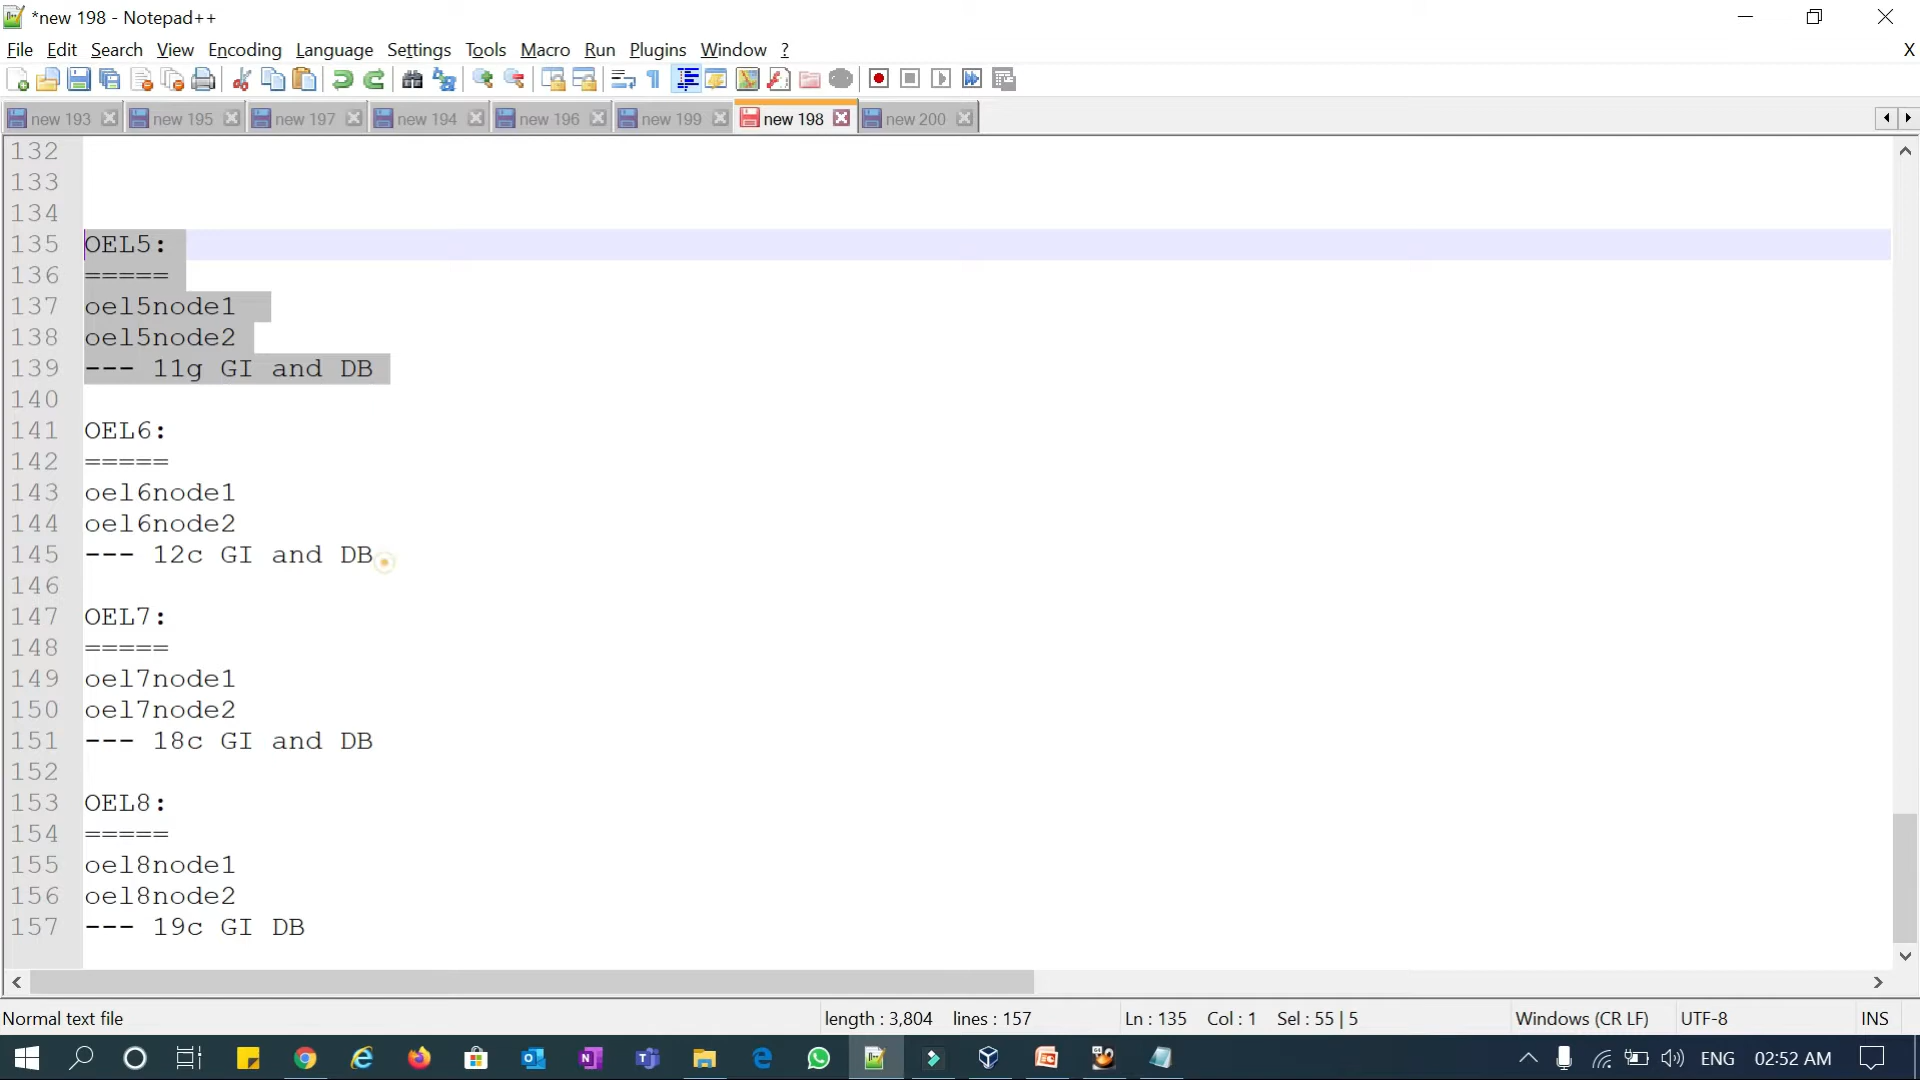 *new 198 - Notepad++
File Edit Search View Encoding Language Settings Tools Macro Run Plugins Window ? X
new 193 new 195 new 197 new 194 new 196 new 199 new 198 new 200
132
133
134
135 OEL5:
136 =====
137 oel5node1
138 oel5node2
139 --- 11g GI and DB
140
141 OEL6:
142 =====
143 oel6node1
144 oel6node2
145 --- 12c GI and DB
146
147 OEL7:
148 =====
149 oel7node1
150 oel7node2
151 --- 18c GI and DB
152
153 OEL8:
154 =====
155 oel8node1
156 oel8node2
157 --- 19c GI DB
Normal text file length : 3,804 lines : 157 Ln : 135 Col : 1 Sel : 55 | 5 Windows (CR LF) UTF-8 INS
ENG 02:52 AM